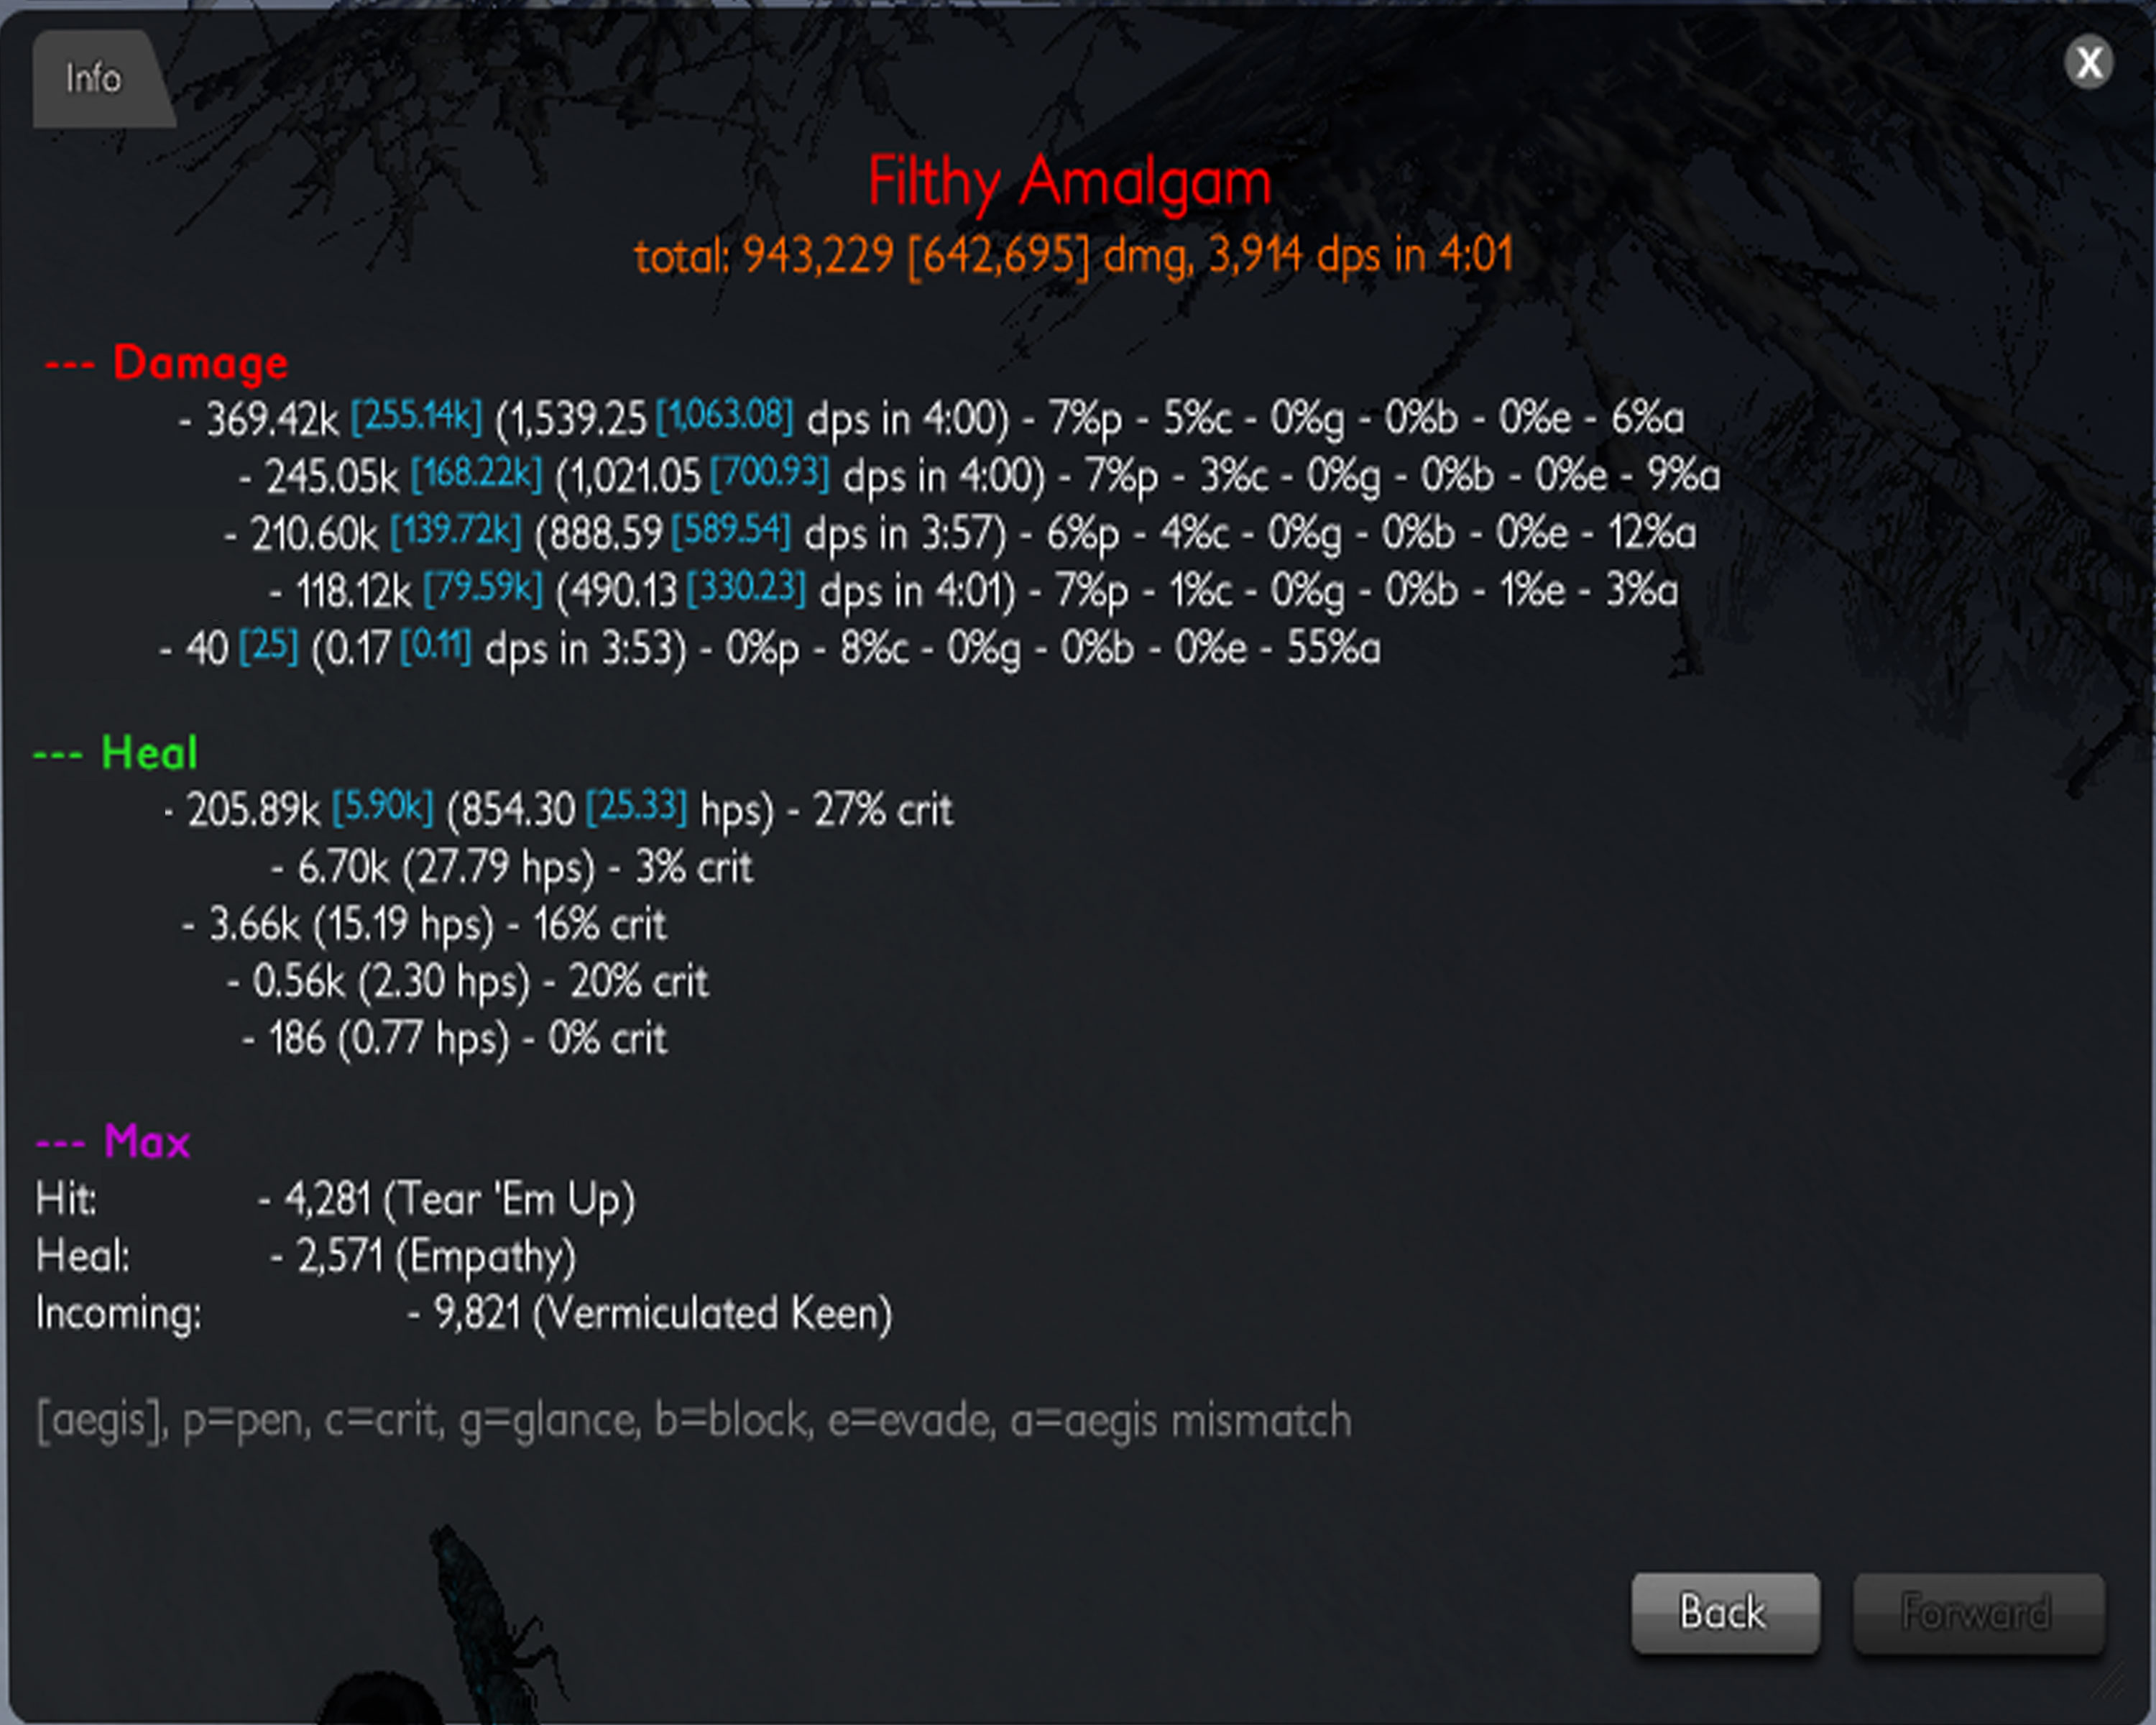 Info
X
Filthy Amalgam
total: 943,229 [642,695] dmg, 3,914 dps in 4:01
--- Damage
- 369.42k [255.14k] (1,539.25 [1,063.08] dps in 4:00) - 7%p - 5%c - 0%g - 0%b - 0%e - 6%a
- 245.05k [168.22k] (1,021.05 [700.93] dps in 4:00) - 7%p - 3%c - 0%g - 0%b - 0%e - 9%a
- 210.60k [139.72k] (888.59 [589.54] dps in 3:57) - 6%p - 4%c - 0%g - 0%b - 0%e - 12%a
- 118.12k [79.59k] (490.13 [330.23] dps in 4:01) - 7%p - 1%c - 0%g - 0%b - 1%e - 3%a
- 40 [25] (0.17 [0.11] dps in 3:53) - 0%p - 8%c - 0%g - 0%b - 0%e - 55%a
--- Heal
- 205.89k [5.90k] (854.30 [25.33] hps) - 27% crit
- 6.70k (27.79 hps) - 3% crit
- 3.66k (15.19 hps) - 16% crit
- 0.56k (2.30 hps) - 20% crit
- 186 (0.77 hps) - 0% crit
--- Max
Hit: - 4,281 (Tear 'Em Up)
Heal: - 2,571 (Empathy)
Incoming: - 9,821 (Vermiculated Keen)
[aegis], p=pen, c=crit, g=glance, b=block, e=evade, a=aegis mismatch
Back Forward